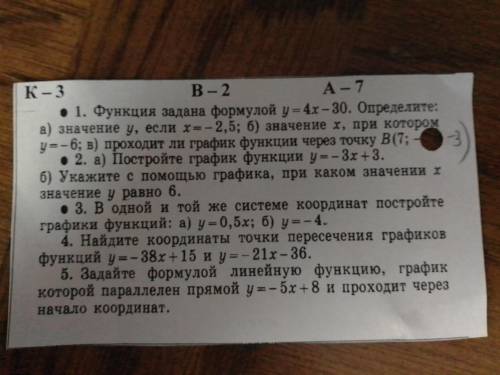 К – 3 В – 2 А – 7
● 1. Функция задана формулой y=4x-30. Определите:
а) значение y, если x=-2,5; б) значение x, при котором
y=-6; в) проходит ли график функции через точку B(7; -3)
● 2. а) Постройте график функции y=-3x+3.
б) Укажите с помощью графика, при каком значении x
значение y равно 6.
● 3. В одной и той же системе координат постройте
графики функций: а) y=0,5x; б) y=-4.
4. Найдите координаты точки пересечения графиков
функций y=-38x+15 и y=-21x-36.
5. Задайте формулой линейную функцию, график
которой параллелен прямой y=-5x+8 и проходит через
начало координат.